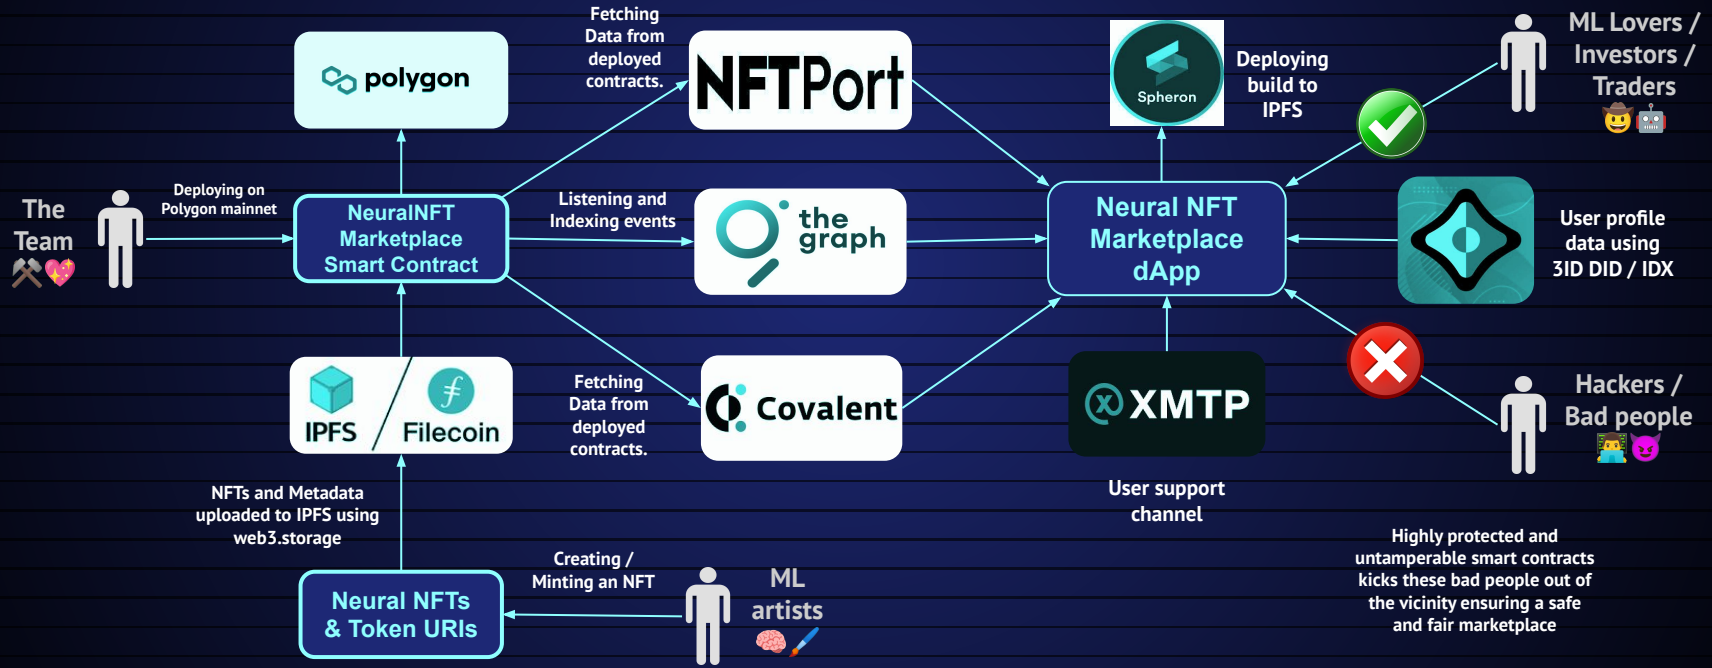 Fetching
Data from
deployed
contracts.
polygon
NFTPort
Spheron
Deploying
build to
IPFS
ML Lovers /
Investors /
Traders
The
Team
Deploying on
Polygon mainnet
NeuralNFT
Marketplace
Smart Contract
Listening and
Indexing events
the
graph
Neural NFT
Marketplace
dApp
User profile
data using
3ID DID / IDX
IPFS
Filecoin
Fetching
Data from
deployed
contracts.
Covalent
XMTP
User support
channel
Hackers /
Bad people
NFTs and Metadata
uploaded to IPFS using
web3.storage
Neural NFTs
& Token URIs
Creating /
Minting an NFT
ML
artists
Highly protected and
untamperable smart contracts
kicks these bad people out of
the vicinity ensuring a safe
and fair marketplace